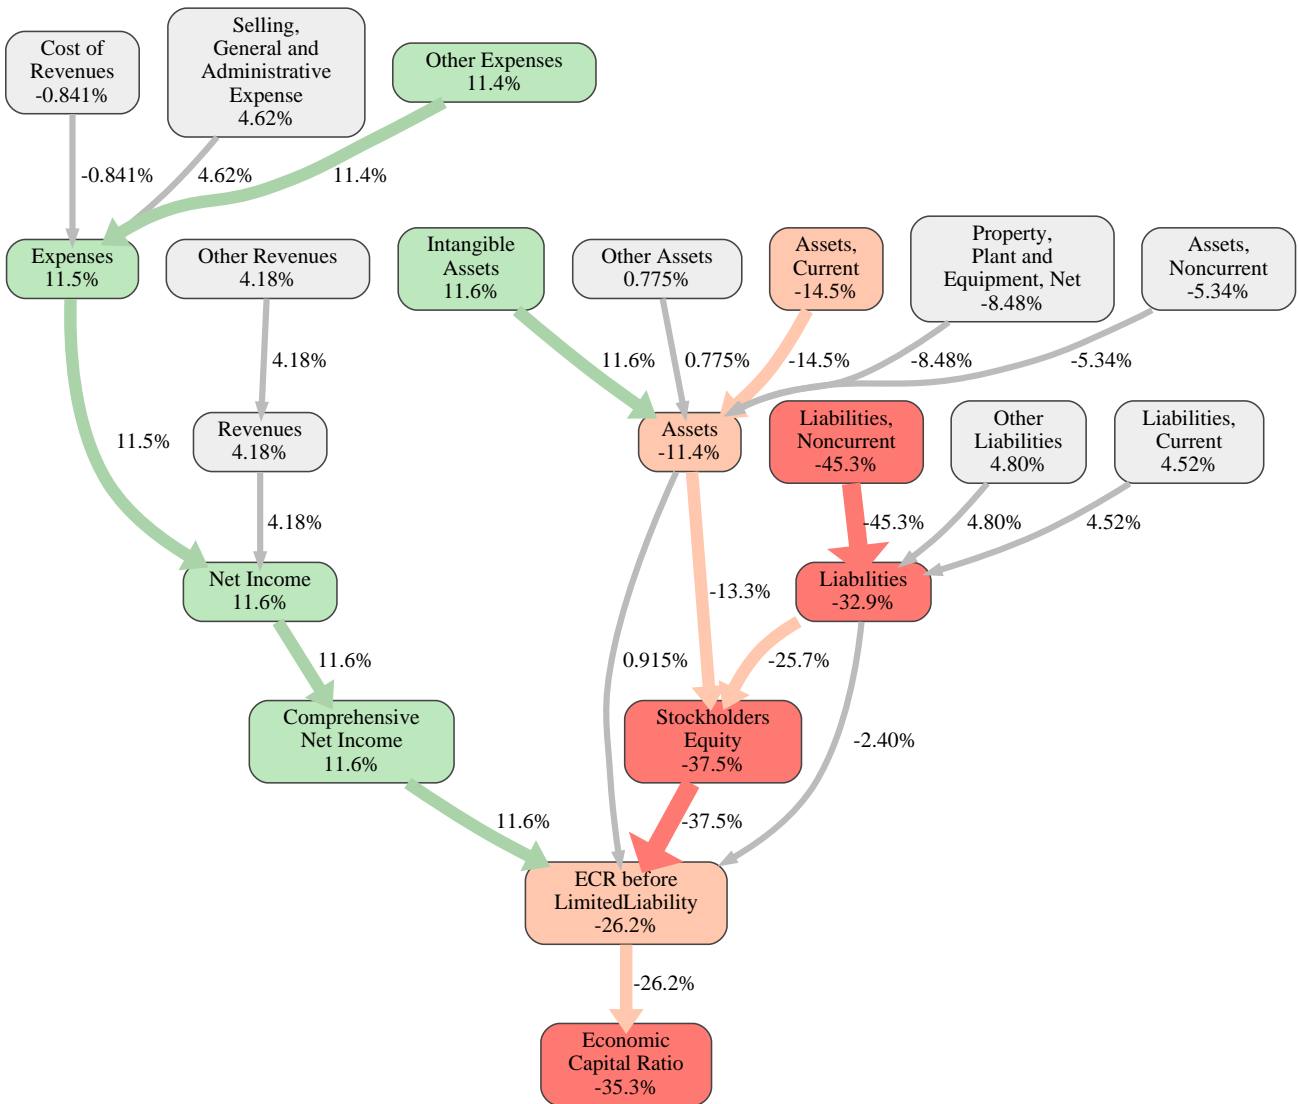 Cost of
Revenues
-0.841%
Selling,
General and
Administrative
Expense
4.62%
Other Expenses
11.4%
-0.841%
4.62%
11.4%
Expenses
11.5%
Other Revenues
4.18%
Intangible
Assets
11.6%
Other Assets
0.775%
Assets,
Current
-14.5%
Property,
Plant and
Equipment, Net
-8.48%
Assets,
Noncurrent
-5.34%
4.18%
11.6%
0.775%
-14.5%
-8.48%
-5.34%
11.5%
Revenues
4.18%
Assets
-11.4%
Liabilities,
Noncurrent
-45.3%
Other
Liabilities
4.80%
Liabilities,
Current
4.52%
4.18%
-45.3%
4.80%
4.52%
Net Income
11.6%
-13.3%
Liabilities
-32.9%
11.6%
0.915%
-25.7%
Comprehensive
Net Income
11.6%
Stockholders
Equity
-37.5%
-2.40%
11.6%
-37.5%
ECR before
LimitedLiability
-26.2%
-26.2%
Economic
Capital Ratio
-35.3%